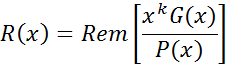 R(x) = Rem [ x^k G(x) / P(x) ]